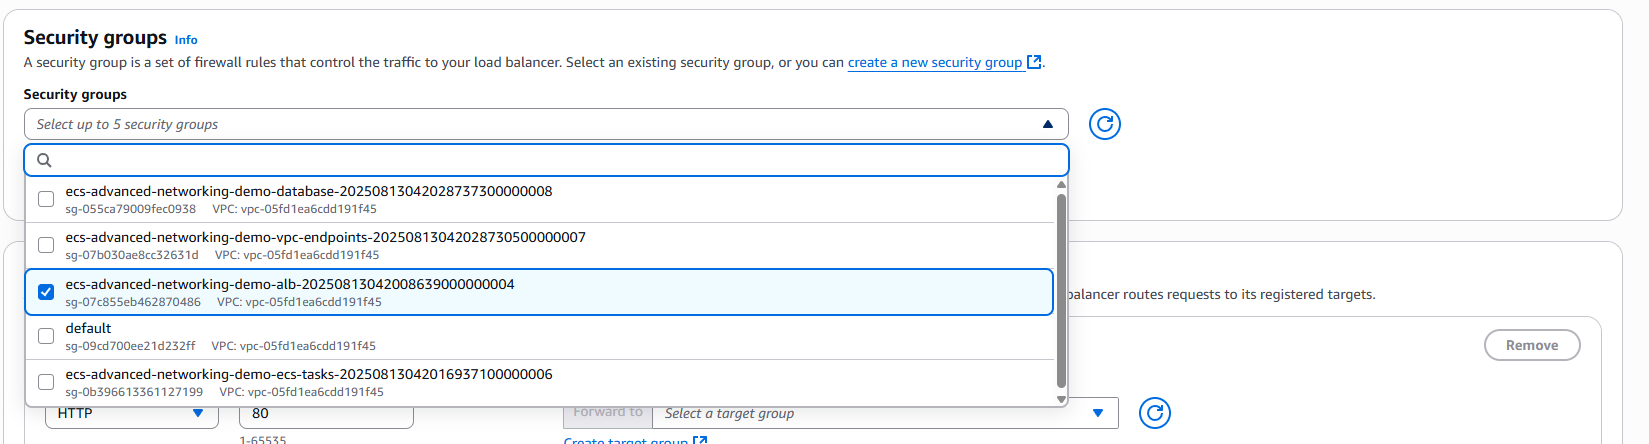 Security groups Info
A security group is a set of firewall rules that control the traffic to your load balancer. Select an existing security group, or you can create a new security group.
Security groups
Select up to 5 security groups
ecs-advanced-networking-demo-database-20250813042028737300000008
sg-055ca79009fec0938 VPC: vpc-05fd1ea6cdd191f45
ecs-advanced-networking-demo-vpc-endpoints-20250813042028730500000007
sg-07b030ae8cc32631d VPC: vpc-05fd1ea6cdd191f45
ecs-advanced-networking-demo-alb-20250813042008639000000004
sg-07c855eb462870486 VPC: vpc-05fd1ea6cdd191f45
balancer routes requests to its registered targets.
default
sg-09cd700ee21d232ff VPC: vpc-05fd1ea6cdd191f45
Remove
ecs-advanced-networking-demo-ecs-tasks-20250813042016937100000006
sg-0b396613361127199 VPC: vpc-05fd1ea6cdd191f45
HTTP 80 Forward to Select a target group
1-65535 Create target group